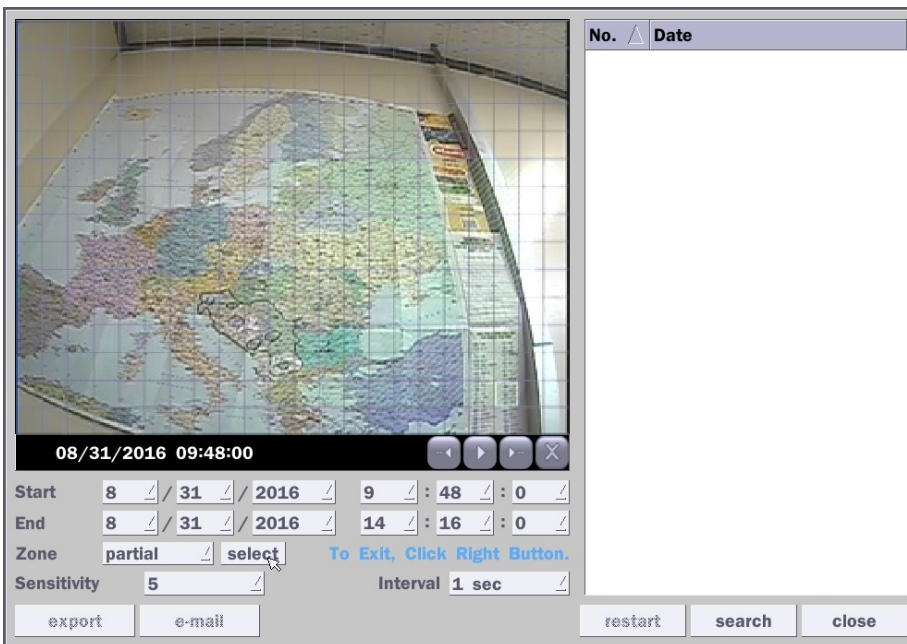 No. Date
08/31/2016 09:48:00
Start 8 / 31 / 2016 9 : 48 : 0
End 8 / 31 / 2016 14 : 16 : 0
Zone partial select To Exit, Click Right Button.
Sensitivity 5 Interval 1 sec
export e-mail restart search close